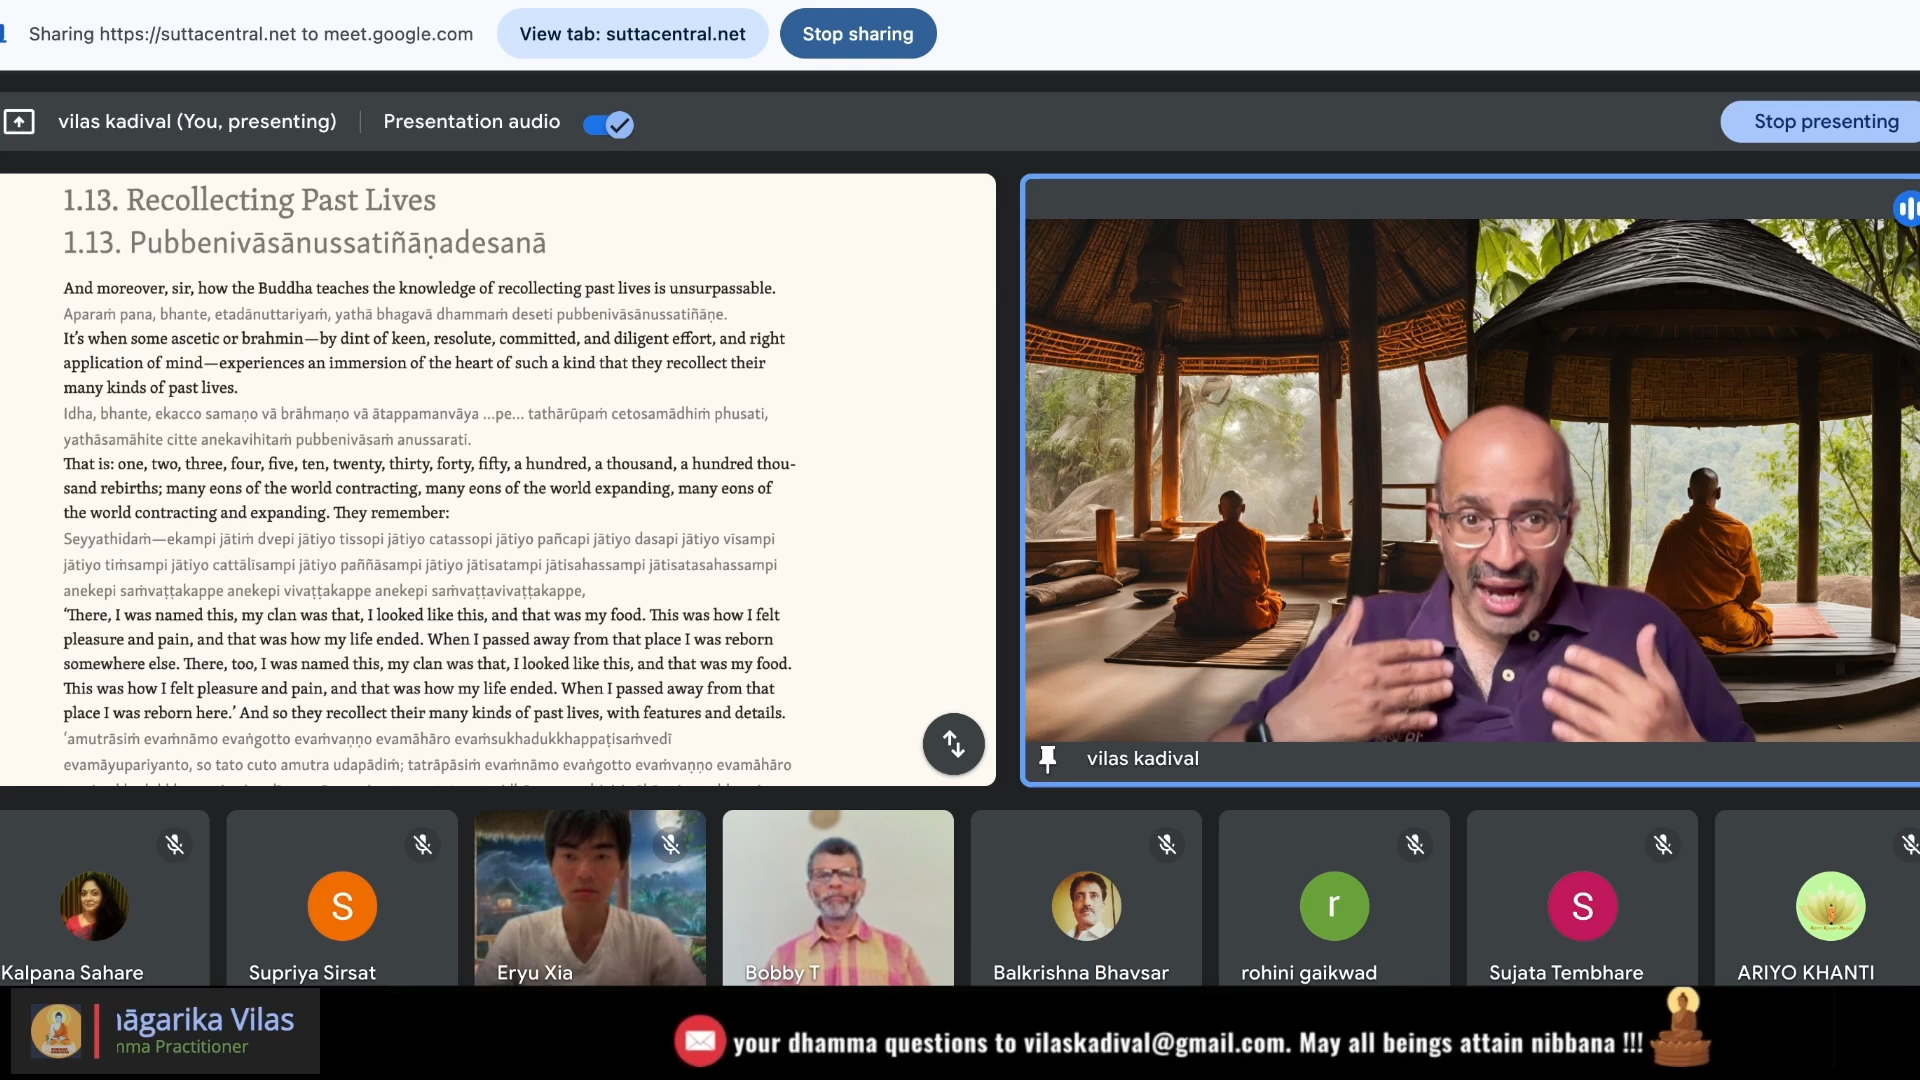 Sharing https://suttacentral.net to meet.google.com
View tab: suttacentral.net
Stop sharing
vilas kadival (You, presenting)
Presentation audio
Stop presenting
1.13. Recollecting Past Lives
1.13. Pubbenivāsānussatiñāṇadesanā
And moreover, sir, how the Buddha teaches the knowledge of recollecting past lives is unsurpassable.
Aparaṁ pana, bhante, etadānuttariyaṁ, yathā bhagavā dhammaṁ deseti pubbenivāsānussatiñāṇe.
It’s when some ascetic or brahmin—by dint of keen, resolute, committed, and diligent effort, and right
application of mind—experiences an immersion of the heart of such a kind that they recollect their
many kinds of past lives.
Idha, bhante, ekacco samaṇo vā brāhmaṇo vā ātappamanvāya …pe… tathārūpaṁ cetosamādhiṁ phusati,
yathāsamāhite citte anekavihitaṁ pubbenivāsaṁ anussarati.
That is: one, two, three, four, five, ten, twenty, thirty, forty, fifty, a hundred, a thousand, a hundred thou-
sand rebirths; many eons of the world contracting, many eons of the world expanding, many eons of
the world contracting and expanding. They remember:
Seyyathidaṁ—ekampi jātiṁ dvepi jātiyo tissopi jātiyo catassopi jātiyo pañcapi jātiyo dasapi jātiyo vīsampi
jātiyo tiṁsampi jātiyo cattālīsampi jātiyo paññāsampi jātiyo jātisatampi jātisahassampi jātisatasahassampi
anekepi saṁvaṭṭakappe anekepi vivaṭṭakappe anekepi saṁvaṭṭavivaṭṭakappe,
‘There, I was named this, my clan was that, I looked like this, and that was my food. This was how I felt
pleasure and pain, and that was how my life ended. When I passed away from that place I was reborn
somewhere else. There, too, I was named this, my clan was that, I looked like this, and that was my food.
This was how I felt pleasure and pain, and that was how my life ended. When I passed away from that
place I was reborn here.’ And so they recollect their many kinds of past lives, with features and details.
‘amutrāsiṁ evaṁnāmo evaṅgotto evaṁvaṇṇo evamāhāro evaṁsukhadukkhappaṭisaṁvedī
evamāyupariyanto, so tato cuto amutra udapādiṁ; tatrāpāsiṁ evaṁnāmo evaṅgotto evaṁvaṇṇo evamāhāro
vilas kadival
S
r
S
Kalpana Sahare
Supriya Sirsat
Eryu Xia
Bobby T
Balkrishna Bhavsar
rohini gaikwad
Sujata Tembhare
ARIYO KHANTI
āgarika Vilas
mma Practitioner
your dhamma questions to vilaskadival@gmail.com. May all beings attain nibbana !!!